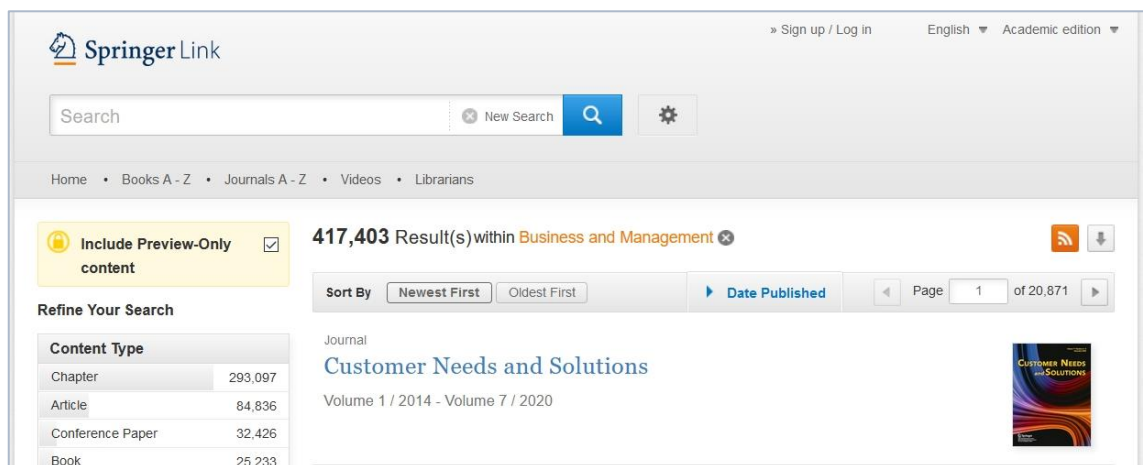 » Sign up / Log in English Academic edition
Springer Link
Search New Search
Home • Books A - Z • Journals A - Z • Videos • Librarians
Include Preview-Only
content
417,403 Result(s) within Business and Management
Sort By Newest First Oldest First Date Published Page 1 of 20,871
Refine Your Search
Content Type
Chapter 293,097
Article 84,836
Conference Paper 32,426
Book 25,233
Journal
Customer Needs and Solutions
Volume 1 / 2014 - Volume 7 / 2020
CUSTOMER NEEDS
and SOLUTIONS